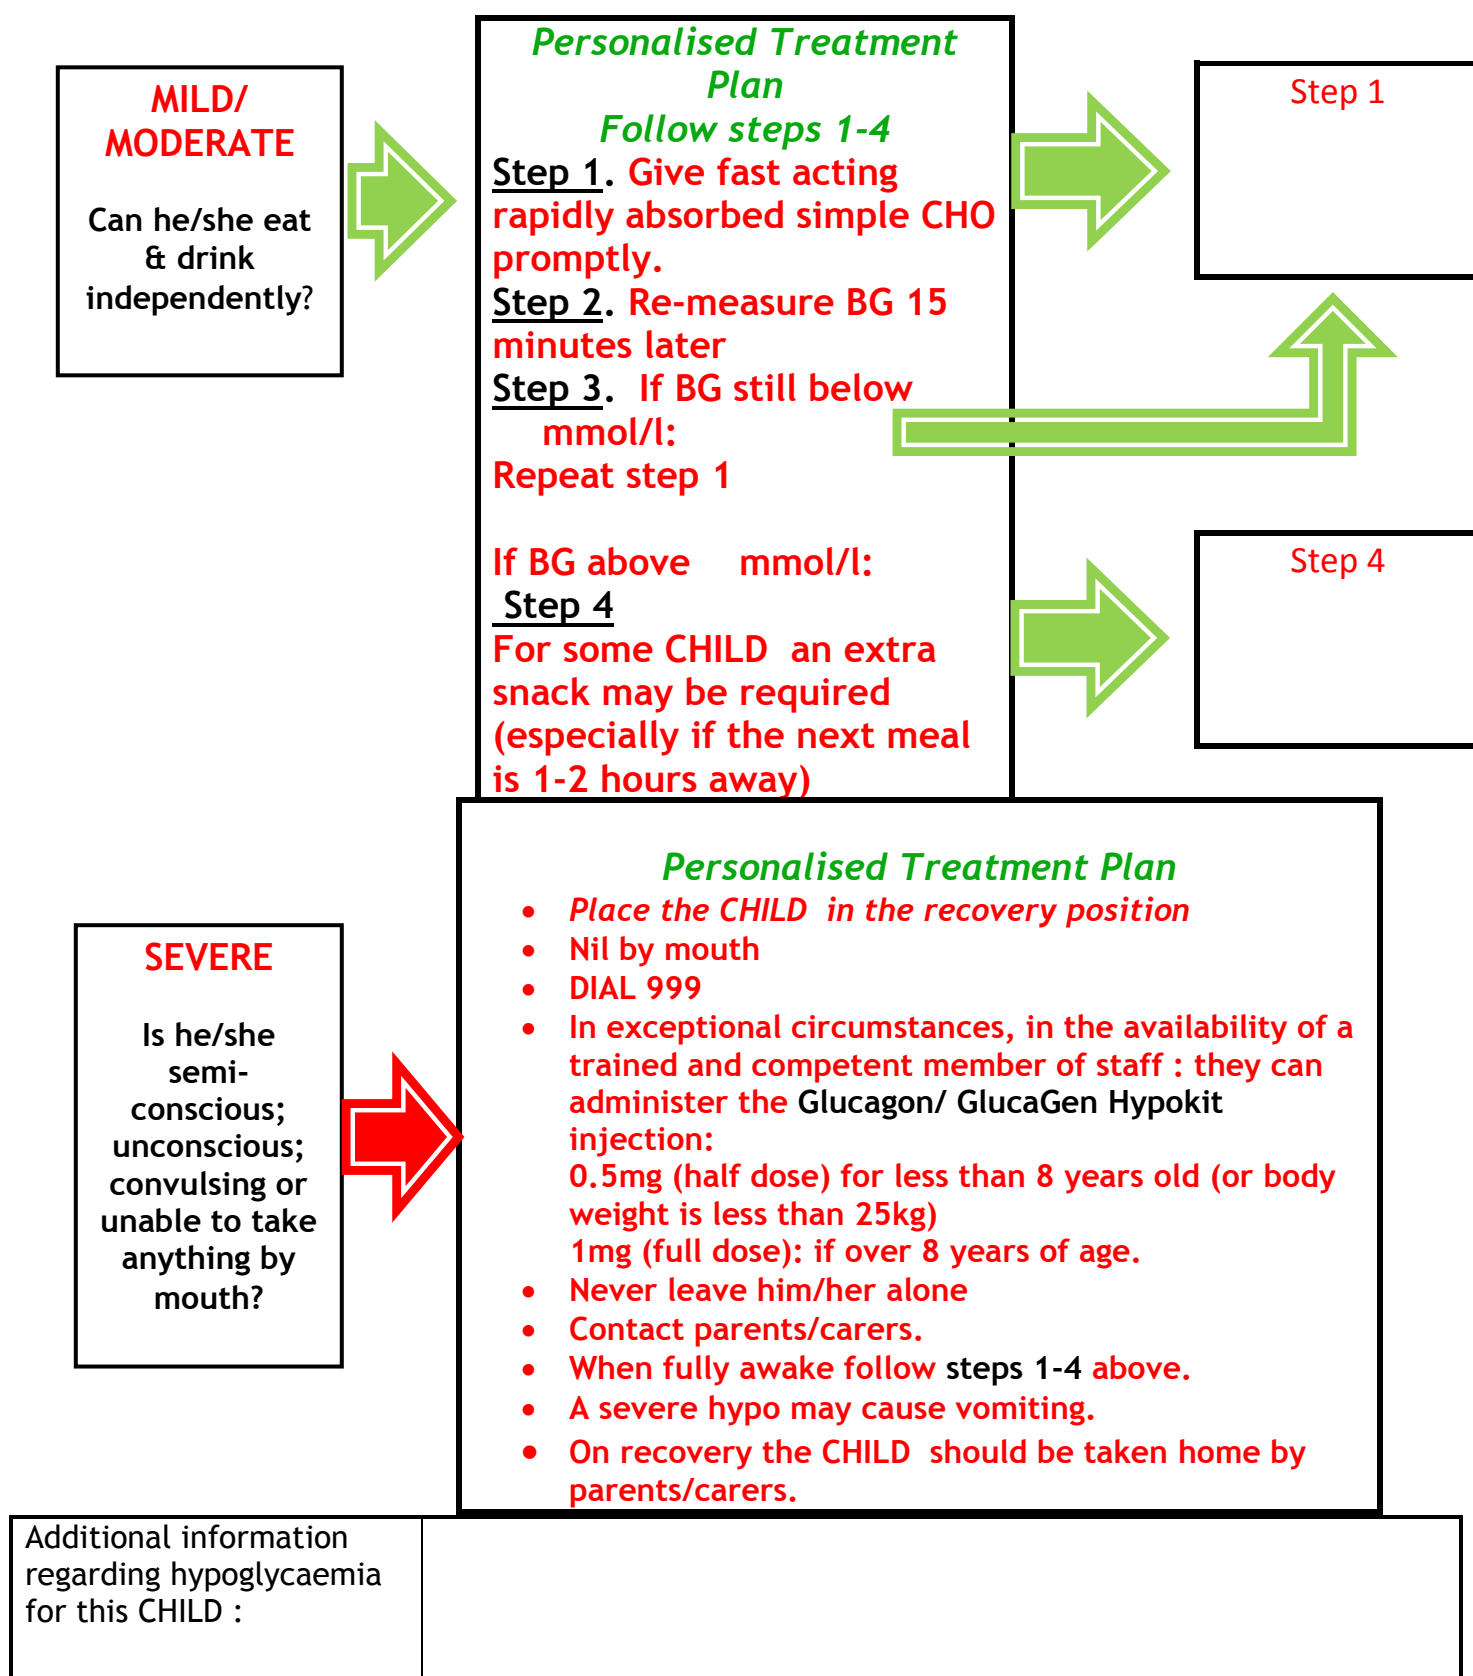 MILD/
MODERATE
Can he/she eat
& drink
independently?
Personalised Treatment
Plan
Follow steps 1-4
Step 1. Give fast acting
rapidly absorbed simple CHO
promptly.
Step 2. Re-measure BG 15
minutes later
Step 3.  If BG still below
mmol/l:
Repeat step 1
If BG above    mmol/l:
Step 4
For some CHILD  an extra
snack may be required
(especially if the next meal
is 1-2 hours away)
Step 1
Step 4
SEVERE
Is he/she
semi-
conscious;
unconscious;
convulsing or
unable to take
anything by
mouth?
Personalised Treatment Plan
• Place the CHILD  in the recovery position
• Nil by mouth
• DIAL 999
• In exceptional circumstances, in the availability of a
trained and competent member of staff : they can
administer the Glucagon/ GlucaGen Hypokit
injection:
0.5mg (half dose) for less than 8 years old (or body
weight is less than 25kg)
1mg (full dose): if over 8 years of age.
• Never leave him/her alone
• Contact parents/carers.
• When fully awake follow steps 1-4 above.
• A severe hypo may cause vomiting.
• On recovery the CHILD  should be taken home by
parents/carers.
Additional information
regarding hypoglycaemia
for this CHILD :